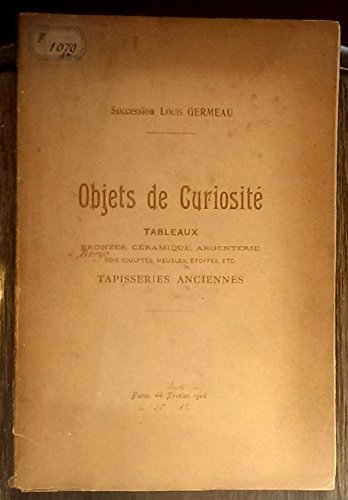 1070
Succession Louis GERMEAU
Objets de Curiosité
TABLEAUX
BRONZES, CÉRAMIQUE, ARGENTERIE
BOIS SCULPTÉS, MEUBLES, ÉTOFFES, ETC.
TAPISSERIES ANCIENNES
Paris, Février